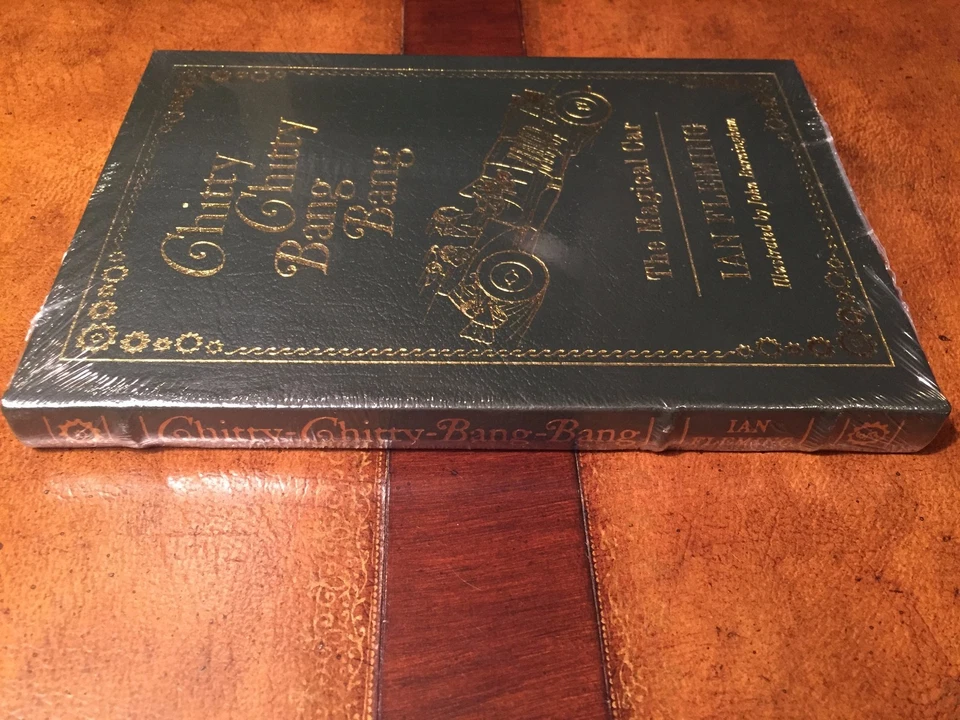 Chitty
Chitty
Bang
Bang
The Magical Car
IAN FLEMING
Illustrated by John Burningham
Chitty-Chitty-Bang-Bang
IAN
FLEMING